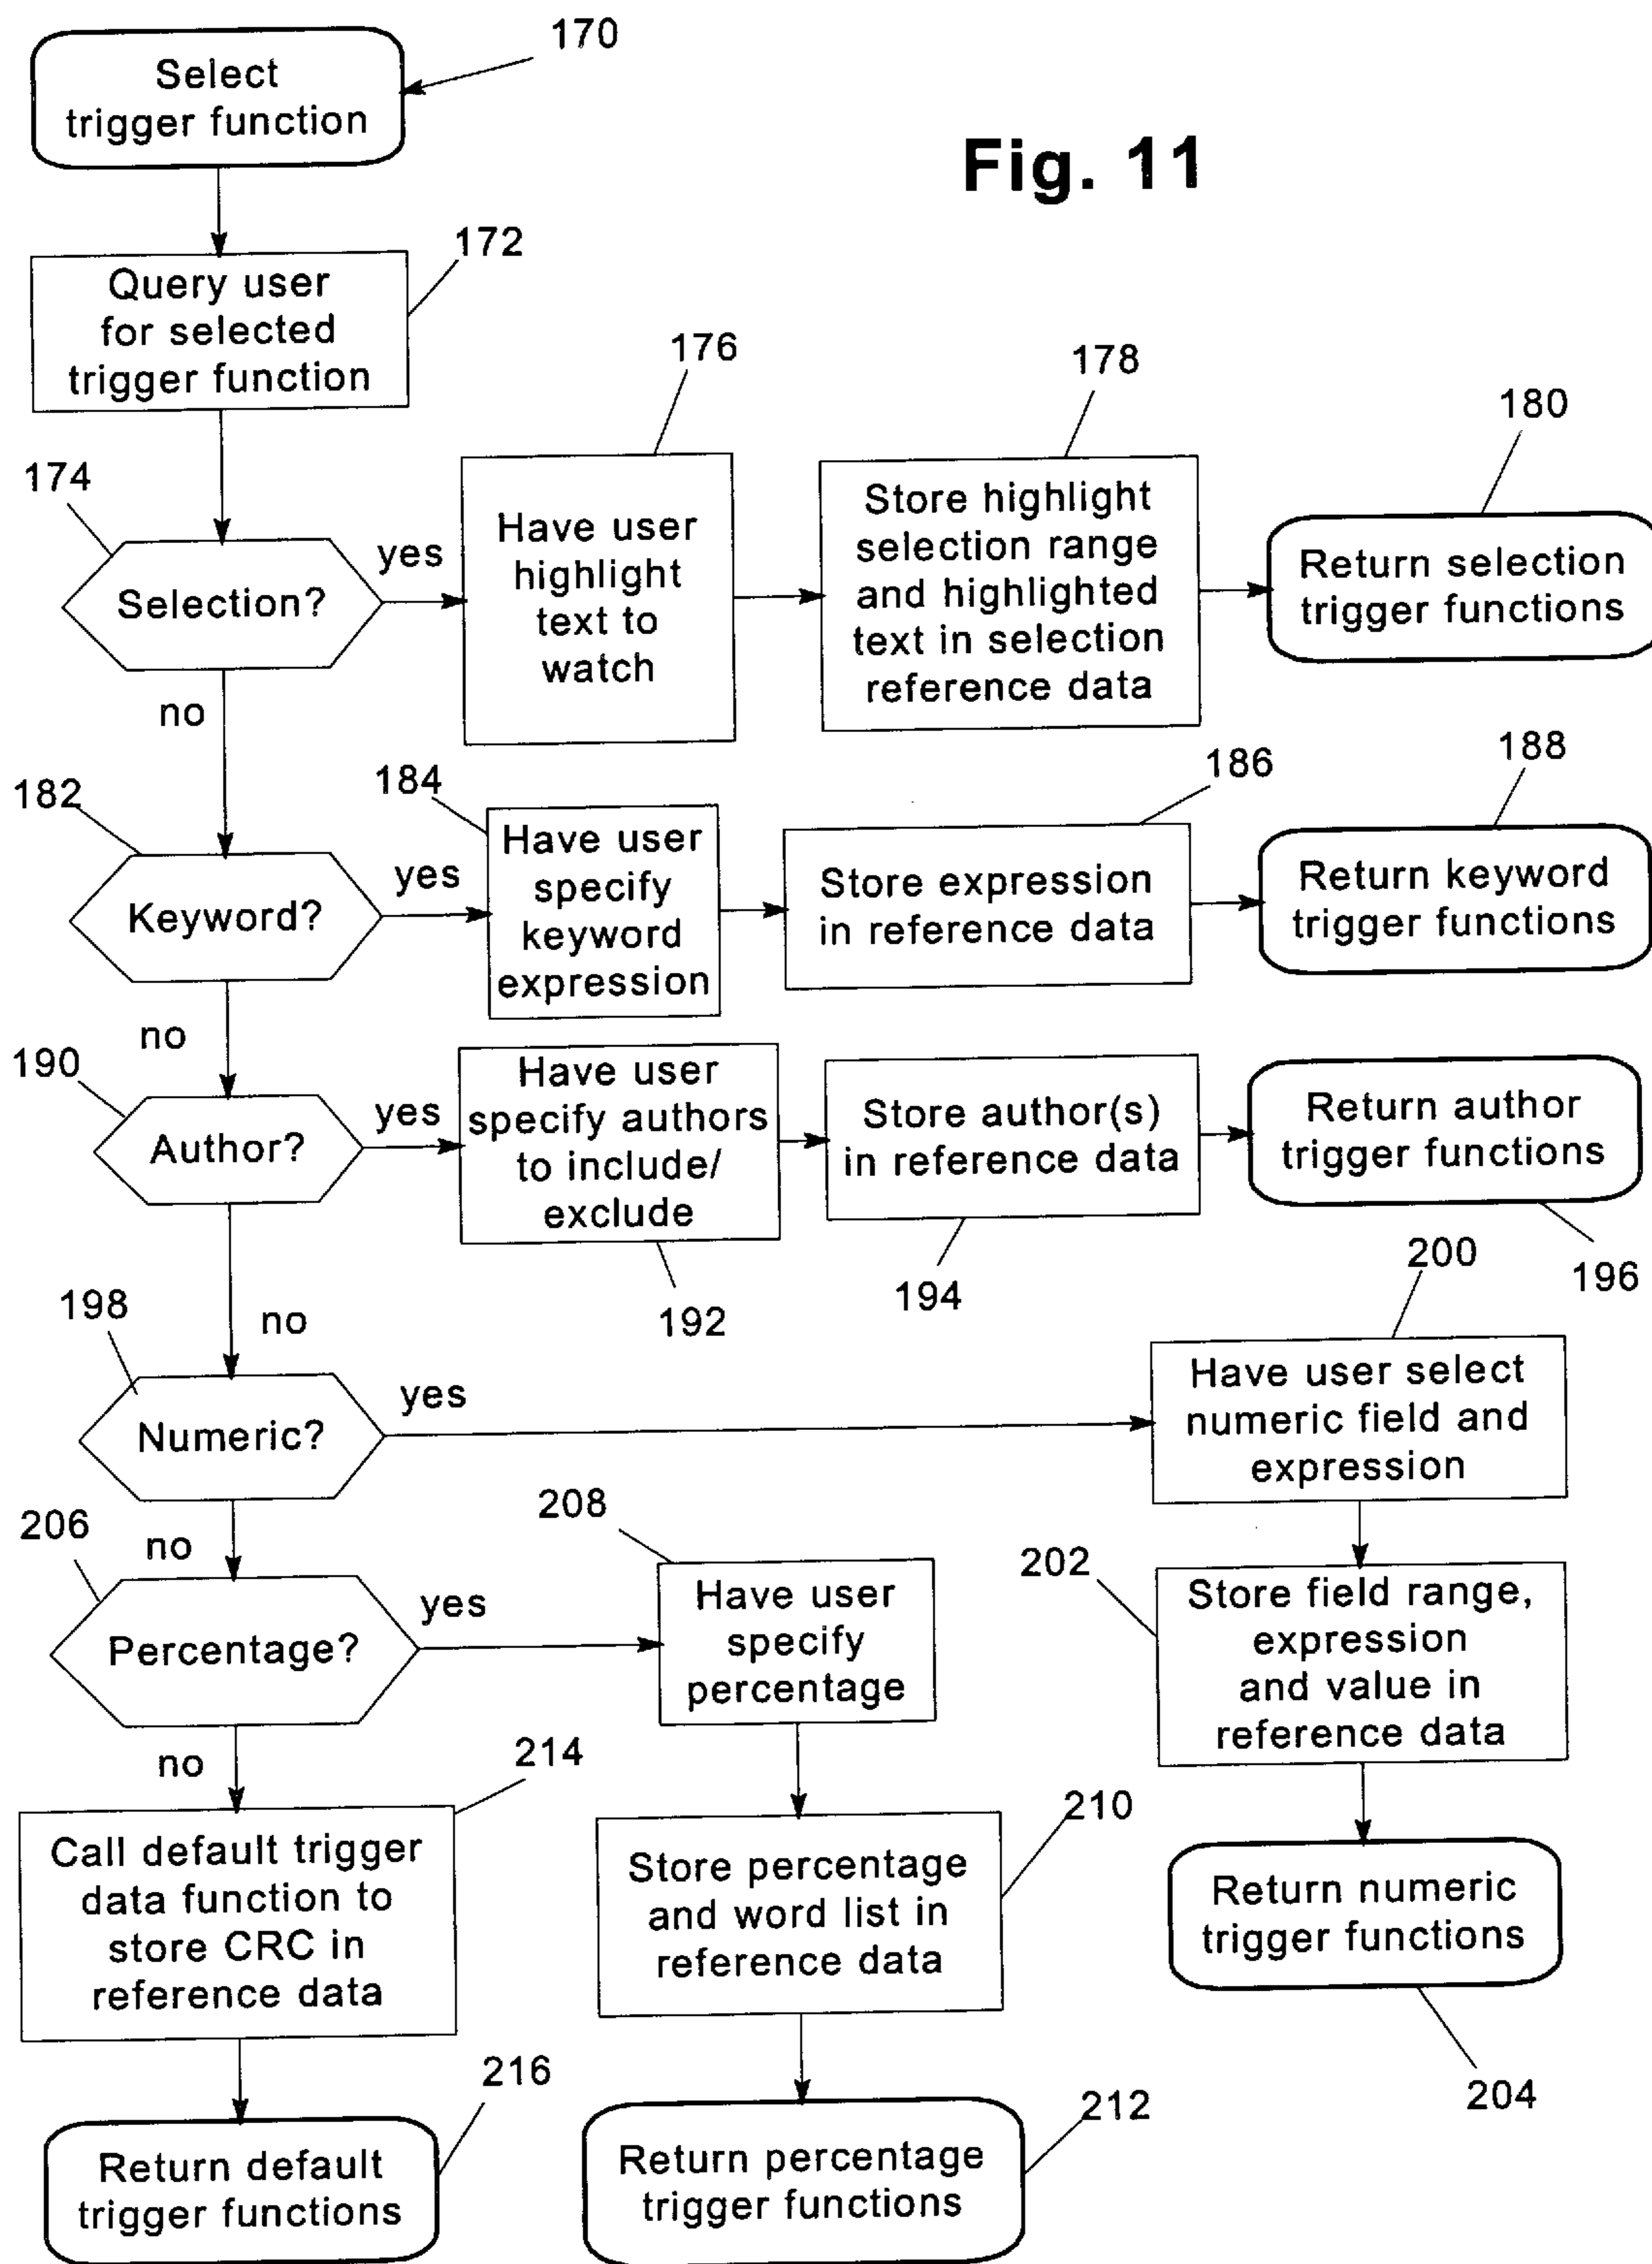 170
Select
trigger function
Fig. 11
172
Query user
for selected
trigger function
174
Selection?
yes
no
176
Have user
highlight
text to
watch
178
Store highlight
selection range
and highlighted
text in selection
reference data
180
Return selection
trigger functions
182
Keyword?
yes
no
184
Have user
specify
keyword
expression
186
Store expression
in reference data
188
Return keyword
trigger functions
190
Author?
yes
no
Have user
specify authors
to include/
exclude
192
Store author(s)
in reference data
194
Return author
trigger functions
196
198
Numeric?
yes
no
200
Have user select
numeric field and
expression
202
Store field range,
expression
and value in
reference data
Return numeric
trigger functions
204
206
Percentage?
yes
no
208
Have user
specify
percentage
210
Store percentage
and word list in
reference data
212
Return percentage
trigger functions
214
Call default trigger
data function to
store CRC in
reference data
216
Return default
trigger functions